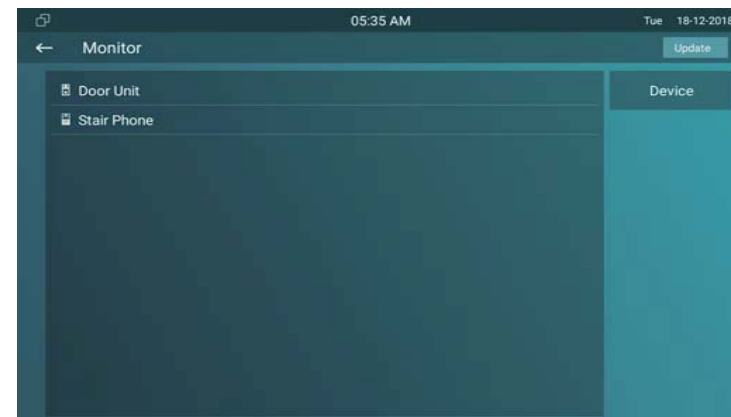 05:35 AM
Tue 18-12-2018
Monitor
Update
Door Unit
Device
Stair Phone